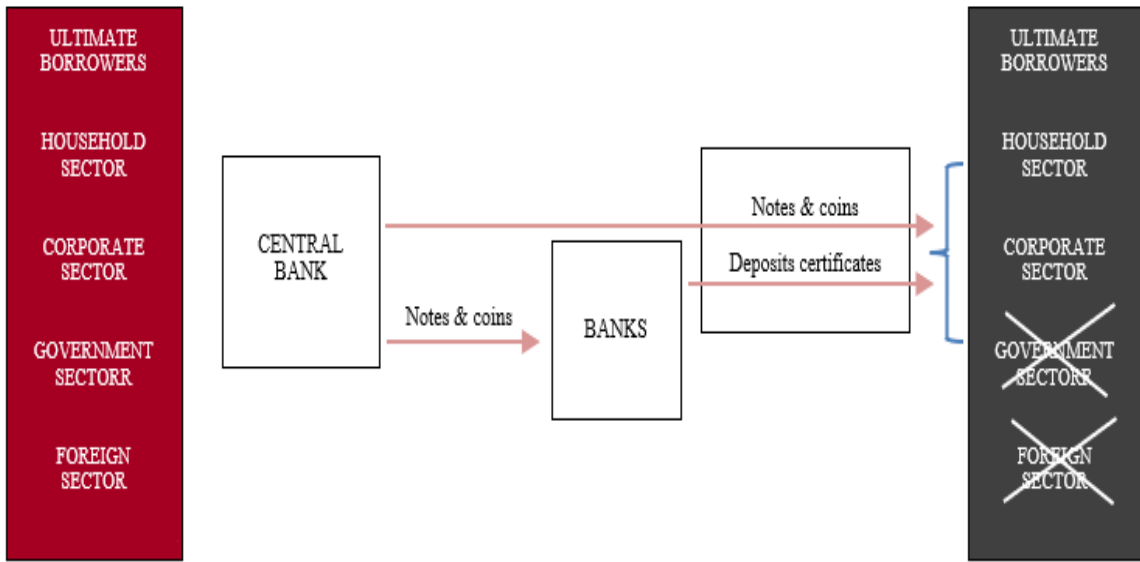 ULTIMATE
BORROWERS
HOUSEHOLD
SECTOR
CORPORATE
SECTOR
GOVERNMENT
SECTORR
FOREIGN
SECTOR
CENTRAL
BANK
Notes & coins
BANKS
Notes & coins
Deposits certificates
ULTIMATE
BORROWERS
HOUSEHOLD
SECTOR
CORPORATE
SECTOR
GOVERNMENT
SECTORR
FOREIGN
SECTOR